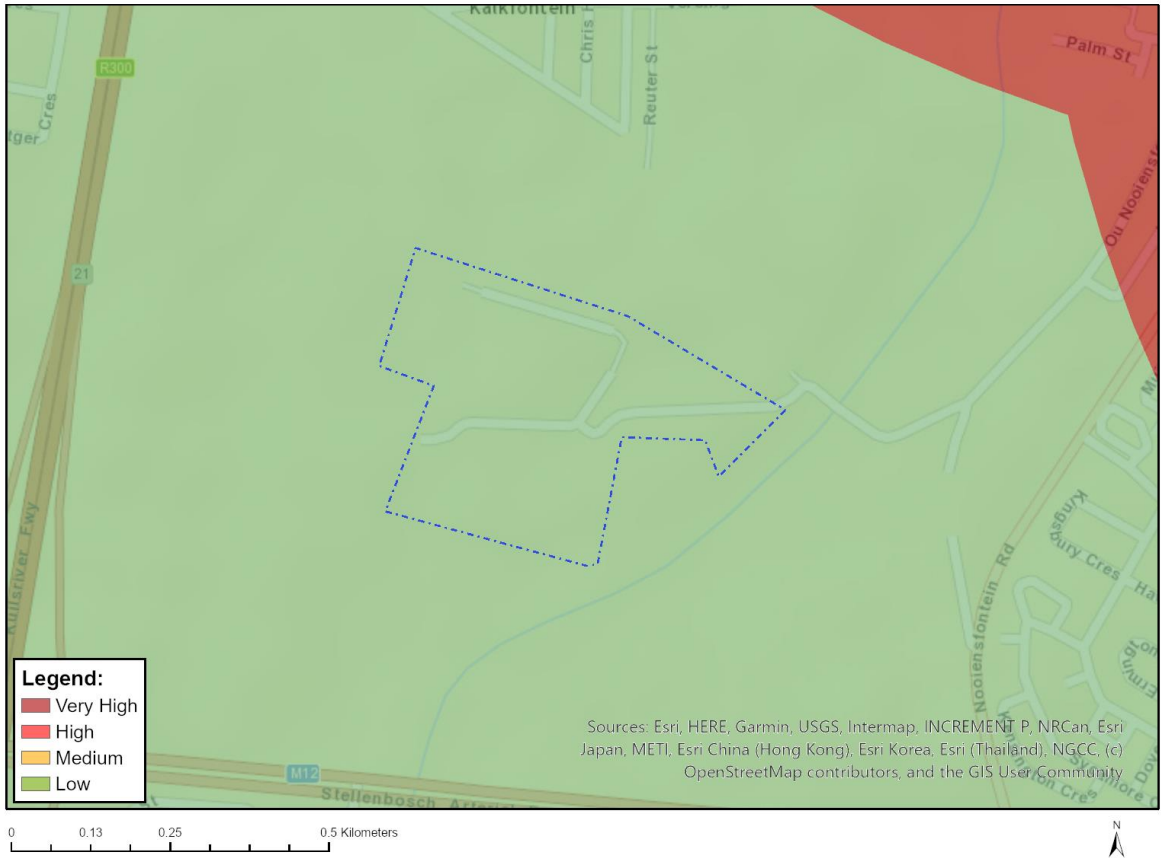 Kalkfontein
R300
Chris H
Reuter St
Palm St
tger Cres
Ou Nooiensfo
21
Kuilsriver Fwy
Kingsbury Cres
Nooiensfontein Rd
Legend:
Very High
High
Medium
Low
Sources: Esri, HERE, Garmin, USGS, Intermap, INCREMENT P, NRCan, Esri
Japan, METI, Esri China (Hong Kong), Esri Korea, Esri (Thailand), NGCC, (c)
OpenStreetMap contributors, and the GIS User Community
M12
Stellenbosch Arterial
0 0.13 0.25 0.5 Kilometers
N